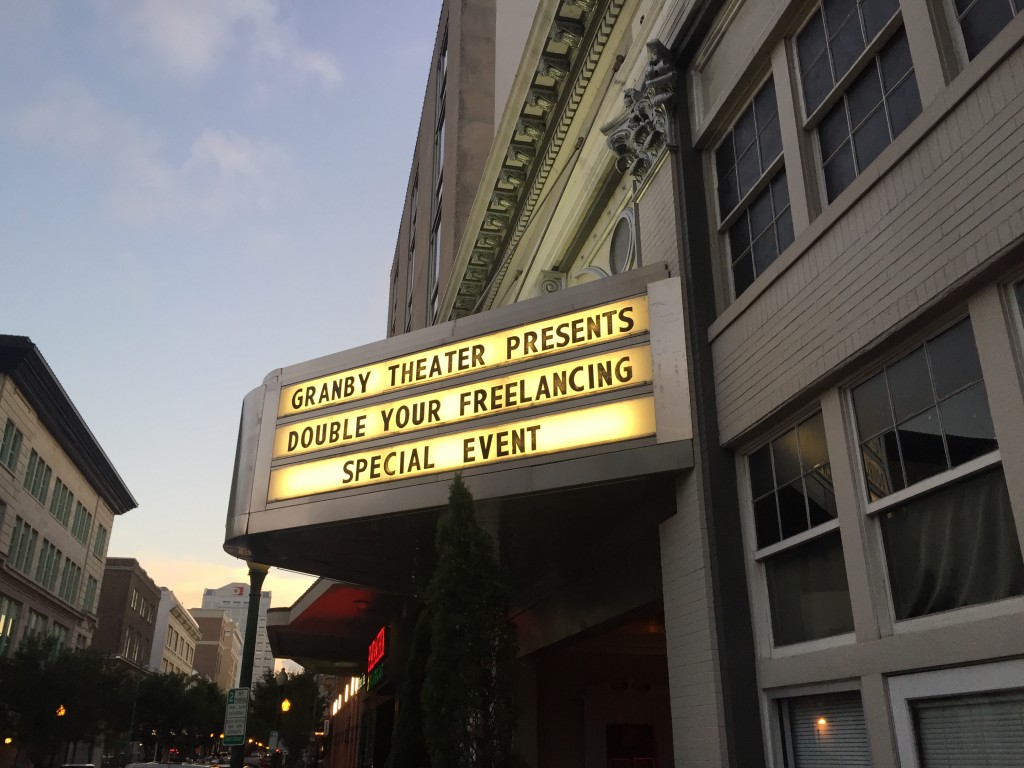 GRANBY THEATER PRESENTS
DOUBLE YOUR FREELANCING
SPECIAL EVENT